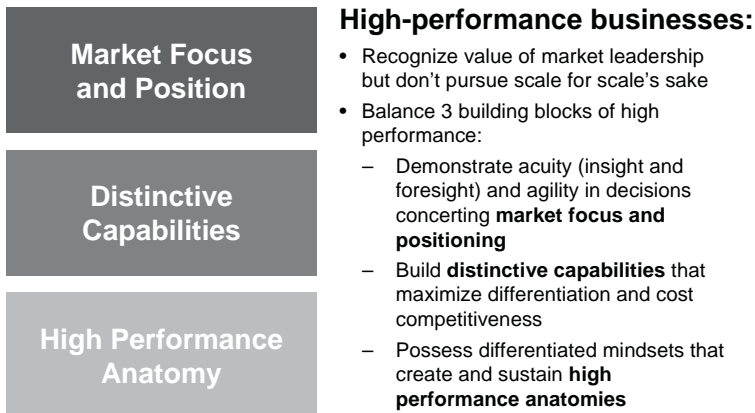 Market Focus
and Position
Distinctive
Capabilities
High Performance
Anatomy
High-performance businesses:
• Recognize value of market leadership
but don't pursue scale for scale's sake
• Balance 3 building blocks of high
performance:
– Demonstrate acuity (insight and
foresight) and agility in decisions
concerting market focus and
positioning
– Build distinctive capabilities that
maximize differentiation and cost
competitiveness
– Possess differentiated mindsets that
create and sustain high
performance anatomies